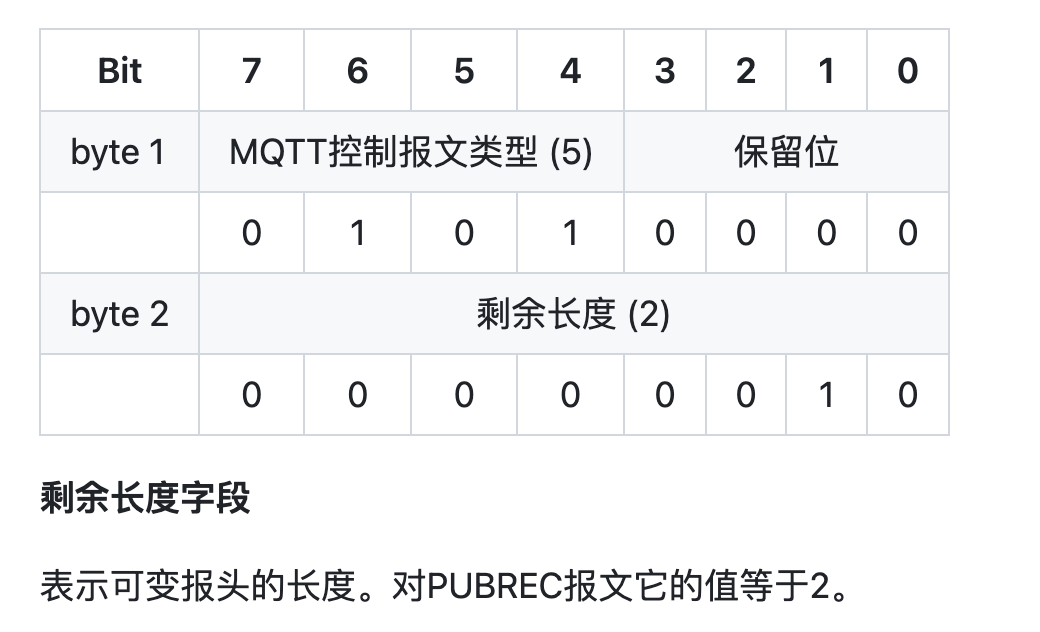 Bit 7 6 5 4 3 2 1 0
byte 1 MQTT控制报文类型 (5) 保留位
0 1 0 1 0 0 0 0
byte 2 剩余长度 (2)
0 0 0 0 0 0 1 0
剩余长度字段
表示可变报头的长度。对PUBREC报文它的值等于2。